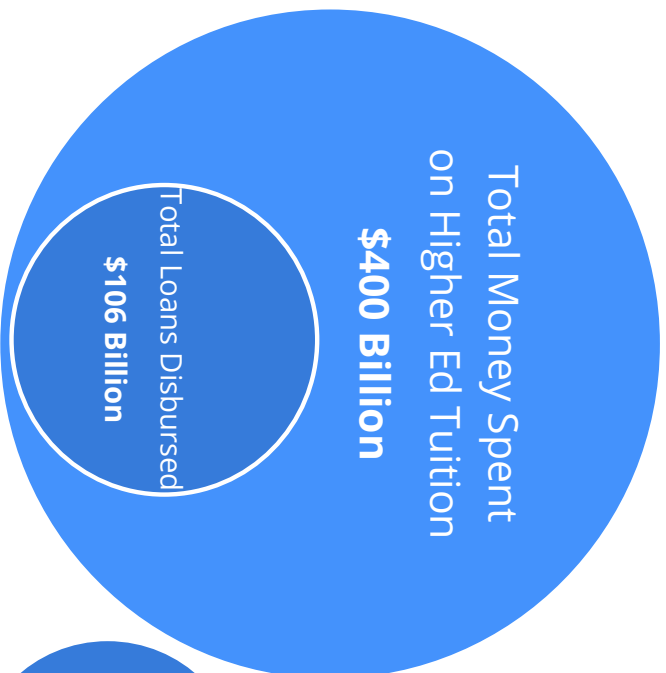 Total Money Spent
on Higher Ed Tuition
$400 Billion
Total Loans Disbursed
$106 Billion